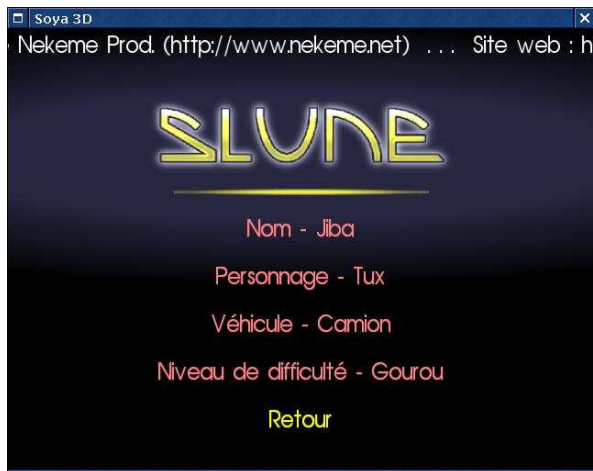 Soya 3D
Nekeme Prod. (http://www.nekeme.net) ... Site web : h
SLUNE
Nom - Jiba
Personnage - Tux
Véhicule - Camion
Niveau de difficulté - Gourou
Retour